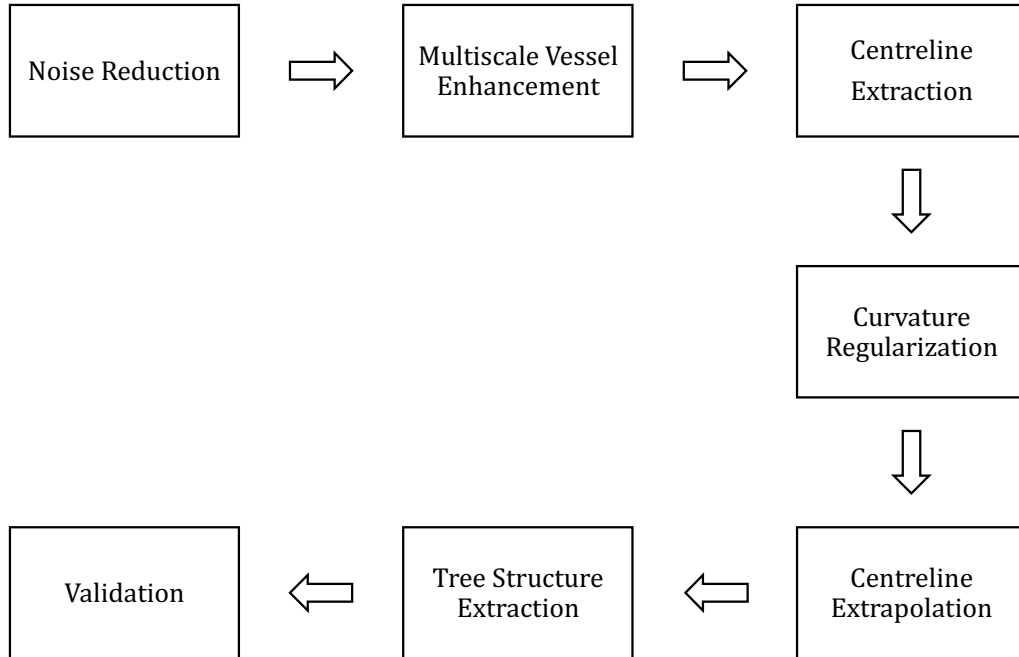 Noise Reduction
Multiscale Vessel
Enhancement
Centreline
Extraction
Curvature
Regularization
Centreline
Extrapolation
Tree Structure
Extraction
Validation